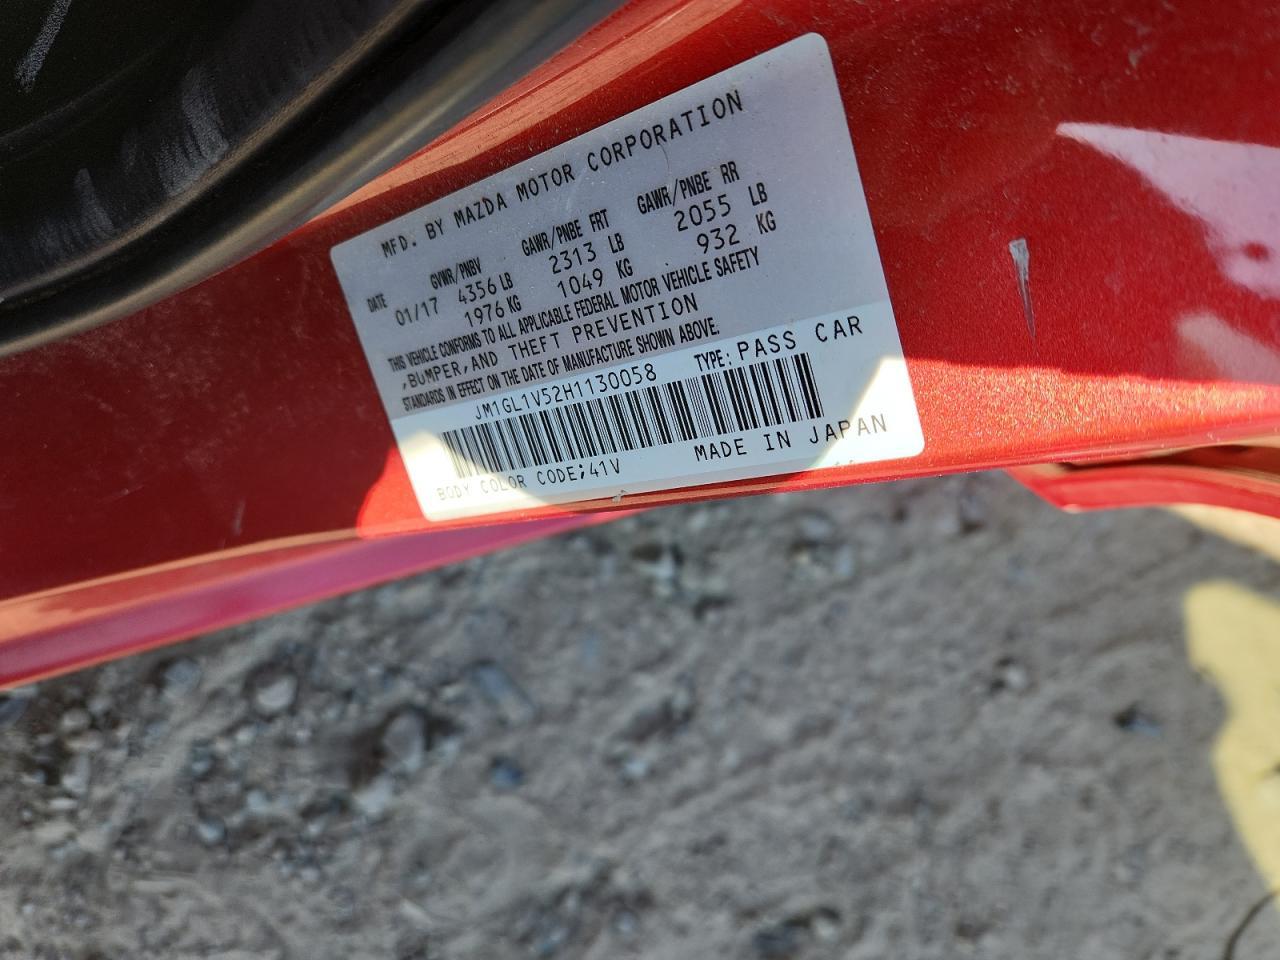 MFD. BY MAZDA MOTOR CORPORATION
DATE GVWR/PNBV GAWR/PNBE FRT GAWR/PNBE RR
01/17 4356 LB 2313 LB 2055 LB
1976 KG 1049 KG 932 KG
THIS VEHICLE CONFORMS TO ALL APPLICABLE FEDERAL MOTOR VEHICLE SAFETY
,BUMPER,AND THEFT PREVENTION
STANDARDS IN EFFECT ON THE DATE OF MANUFACTURE SHOWN ABOVE.
JM1GL1V52H1130058 TYPE: PASS CAR
BODY COLOR CODE;41V MADE IN JAPAN